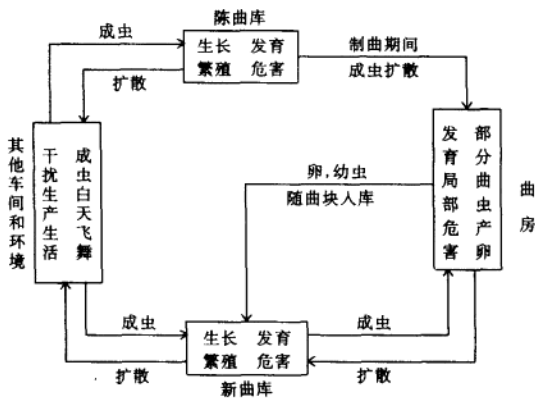 陈曲库
生长 发育
繁殖 危害
成虫
扩散
制曲期间
成虫扩散
其他车间和环境
成虫白天飞舞
干扰生产生活
卵,幼虫
随曲块入库
部分曲虫产卵
发育局部危害
曲房
成虫
扩散
生长 发育
繁殖 危害
新曲库
成虫
扩散